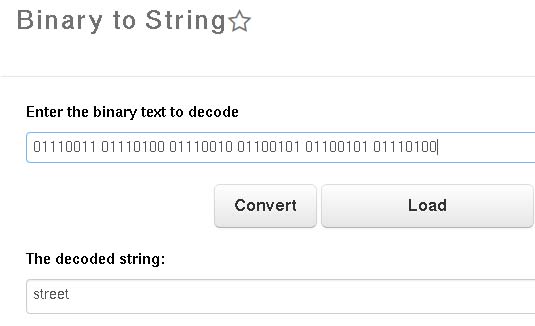 Binary to String
Enter the binary text to decode
01110011 01110100 01110010 01100101 01100101 01110100
Convert Load
The decoded string:
street